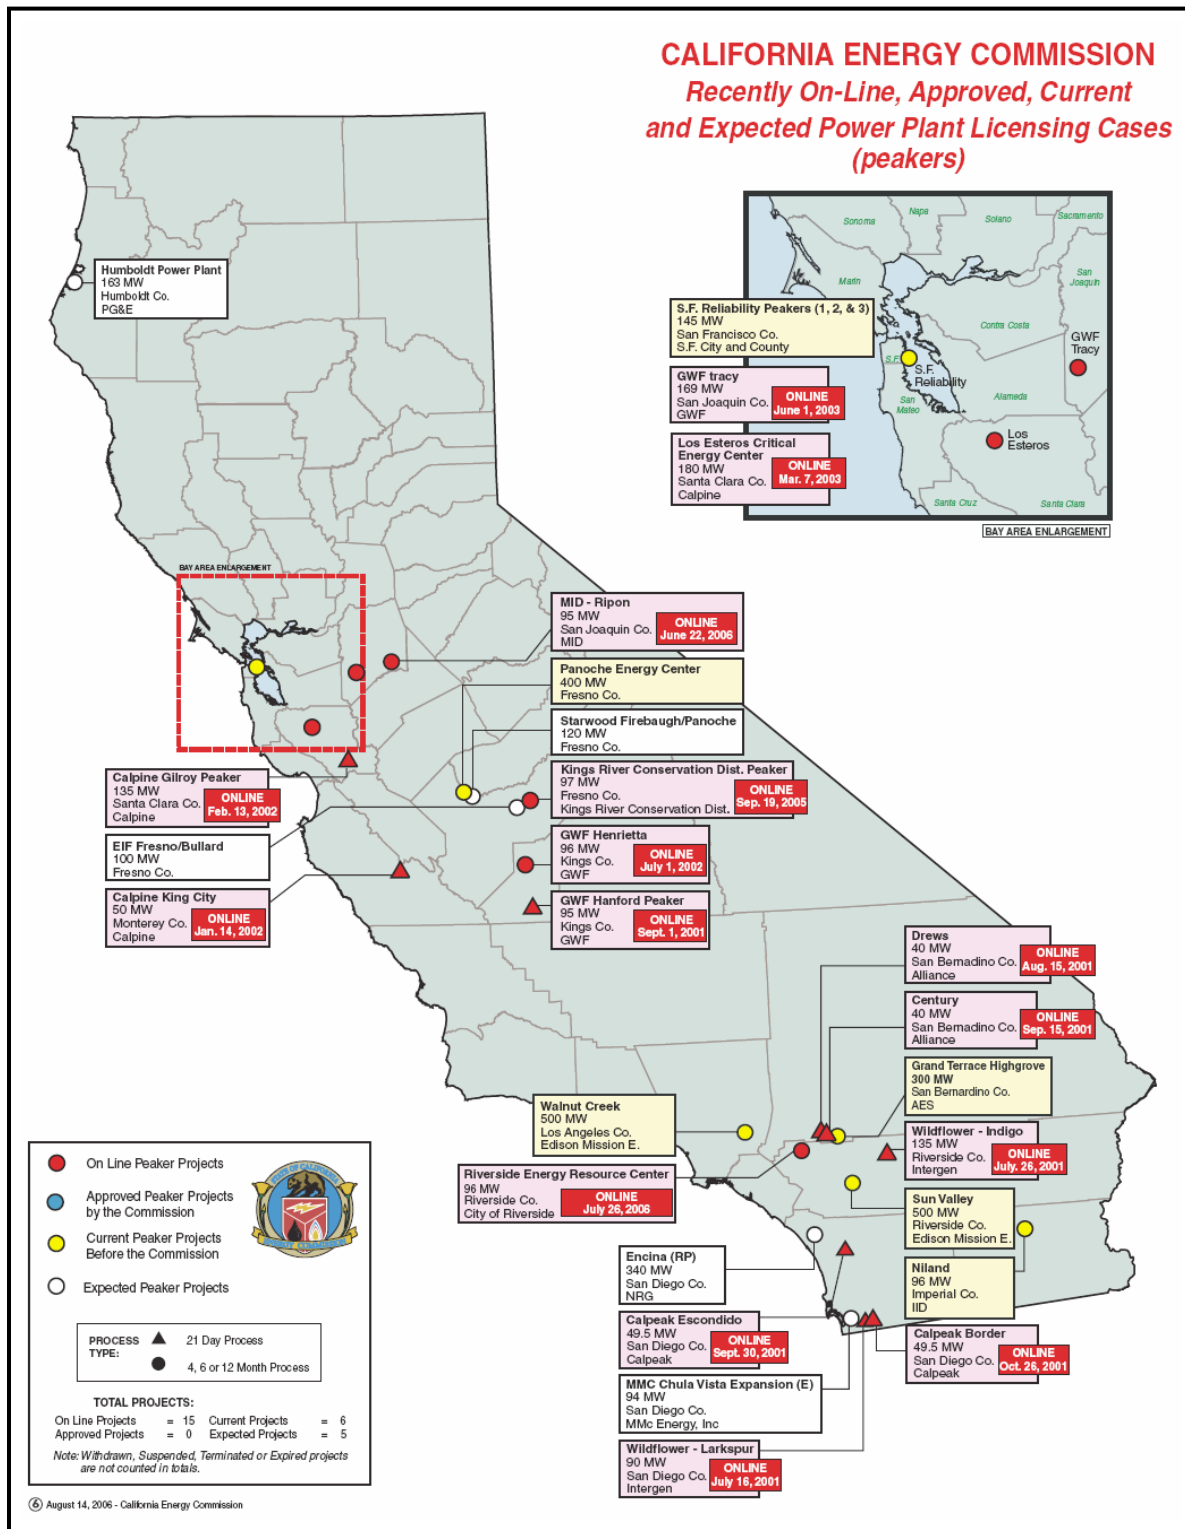 CALIFORNIA ENERGY COMMISSION
Recently On-Line, Approved, Current
and Expected Power Plant Licensing Cases
(peakers)
Sonoma
Napa
Solano
Sacramento
Marin
San
Joaquin
Contra Costa
GWF
Tracy
S.F.
S.F.
Reliability
San
Mateo
Alameda
Los
Esteros
Santa Cruz
Santa Clara
BAY AREA ENLARGEMENT
Humboldt Power Plant
163 MW
Humboldt Co.
PG&E
S.F. Reliability Peakers (1, 2, & 3)
145 MW
San Francisco Co.
S.F. City and County
GWF tracy
169 MW
San Joaquin Co.
GWF
ONLINE
June 1, 2003
Los Esteros Critical
Energy Center
180 MW
Santa Clara Co.
Calpine
ONLINE
Mar. 7, 2003
BAY AREA ENLARGEMENT
MID - Ripon
95 MW
San Joaquin Co.
MID
ONLINE
June 22, 2006
Panoche Energy Center
400 MW
Fresno Co.
Starwood Firebaugh/Panoche
120 MW
Fresno Co.
Kings River Conservation Dist. Peaker
97 MW
Fresno Co.
Kings River Conservation Dist.
ONLINE
Sep. 19, 2005
Calpine Gilroy Peaker
135 MW
Santa Clara Co.
Calpine
ONLINE
Feb. 13, 2002
EIF Fresno/Bullard
100 MW
Fresno Co.
GWF Henrietta
96 MW
Kings Co.
GWF
ONLINE
July 1, 2002
Calpine King City
50 MW
Monterey Co.
Calpine
ONLINE
Jan. 14, 2002
GWF Hanford Peaker
95 MW
Kings Co.
GWF
ONLINE
Sept. 1, 2001
Drews
40 MW
San Bernadino Co.
Alliance
ONLINE
Aug. 15, 2001
Century
40 MW
San Bernadino Co.
Alliance
ONLINE
Sep. 15, 2001
Grand Terrace Highgrove
300 MW
San Bernardino Co.
AES
Walnut Creek
500 MW
Los Angeles Co.
Edison Mission E.
Wildflower - Indigo
135 MW
Riverside Co.
Intergen
ONLINE
July. 26, 2001
Riverside Energy Resource Center
96 MW
Riverside Co.
City of Riverside
ONLINE
July 26, 2006
Sun Valley
500 MW
Riverside Co.
Edison Mission E.
Niland
96 MW
Imperial Co.
IID
Encina (RP)
340 MW
San Diego Co.
NRG
Calpeak Escondido
49.5 MW
San Diego Co.
Calpeak
ONLINE
Sept. 30, 2001
Calpeak Border
49.5 MW
San Diego Co.
Calpeak
ONLINE
Oct. 26, 2001
MMC Chula Vista Expansion (E)
94 MW
San Diego Co.
MMc Energy, Inc
Wildflower - Larkspur
90 MW
San Diego Co.
Intergen
ONLINE
July 16, 2001
On Line Peaker Projects
Approved Peaker Projects
by the Commission
Current Peaker Projects
Before the Commission
Expected Peaker Projects
STATE OF CALIFORNIA
ENERGY COMMISSION
PROCESS
TYPE:
21 Day Process
4, 6 or 12 Month Process
TOTAL PROJECTS:
On Line Projects = 15 Current Projects = 6
Approved Projects = 0 Expected Projects = 5
Note: Withdrawn, Suspended, Terminated or Expired projects
are not counted in totals.
6 August 14, 2006 - California Energy Commission